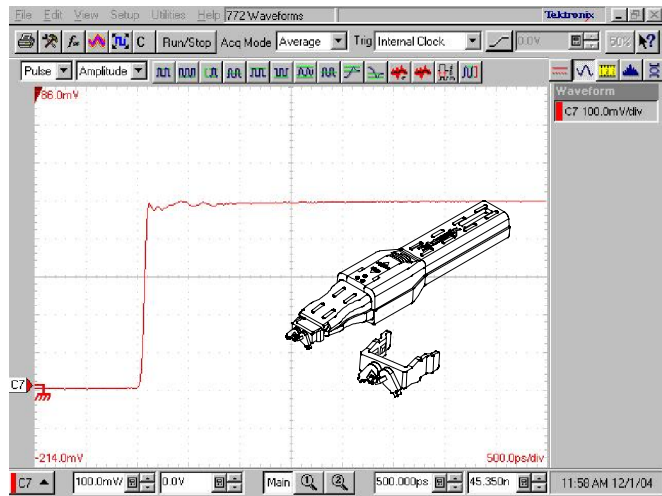 File Edit View Setup Utilities Help 772 Waveforms Tektronix
C Run/Stop Acq Mode Average Trig Internal Clock 0.0V 50%
Pulse Amplitude
Waveform
C7 100.0mV/div
86.0mV
C7
-214.0mV 500.0ps/div
C7 100.0mV/ 0.0V Main 1 2 500.000ps 45.350n 11:58 AM 12/1/04